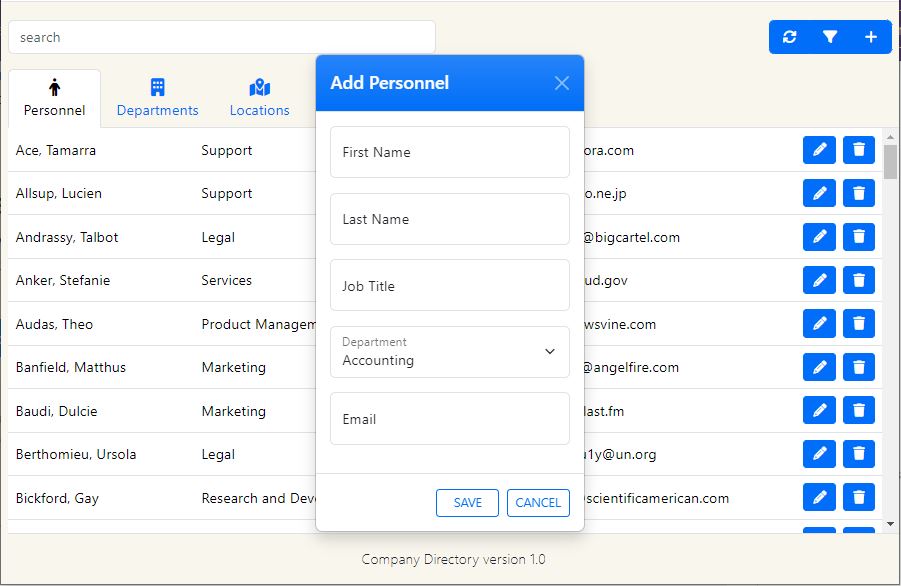 search
Add Personnel
Personnel
Departments
Locations
First Name
Last Name
Job Title
Department
Accounting
Email
SAVE
CANCEL
Ace, Tamarra Support ora.com
Allsup, Lucien Support o.ne.jp
Andrassy, Talbot Legal @bigcartel.com
Anker, Stefanie Services ud.gov
Audas, Theo Product Managem wsvine.com
Banfield, Matthus Marketing @angelfire.com
Baudi, Dulcie Marketing last.fm
Berthomieu, Ursola Legal 1y@un.org
Bickford, Gay Research and Dev @scientificamerican.com
Company Directory version 1.0